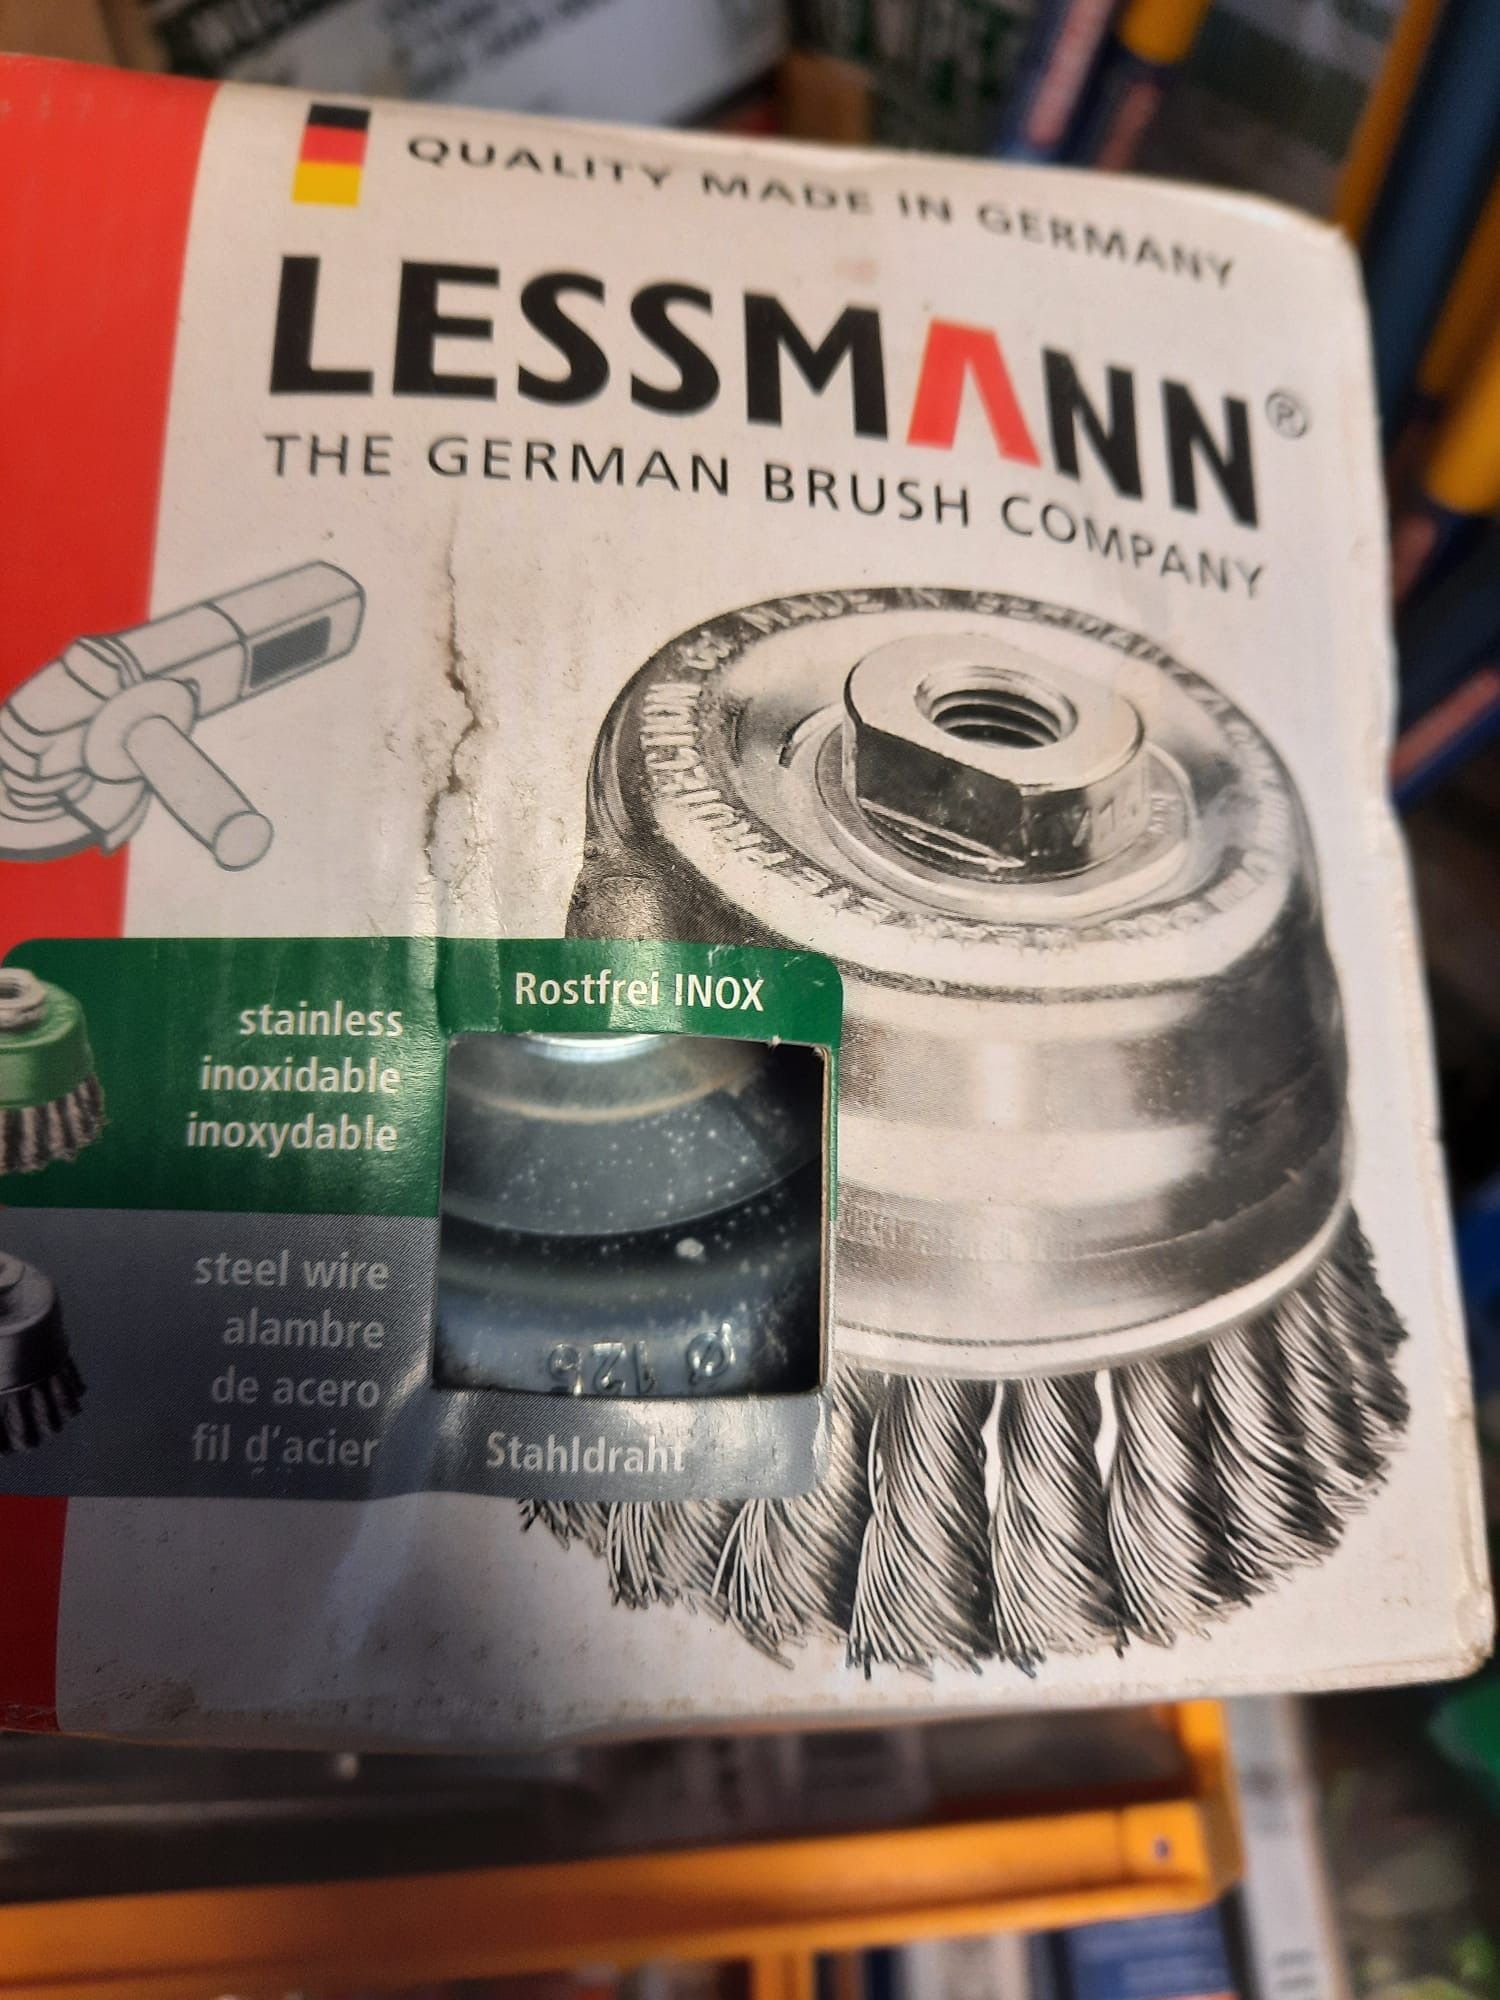 QUALITY MADE IN GERMANY
LESSMANN®
THE GERMAN BRUSH COMPANY
Rostfrei INOX
stainless
inoxidable
inoxydable
steel wire
alambre
de acero
fil d'acier
Ø 125
Stahldraht